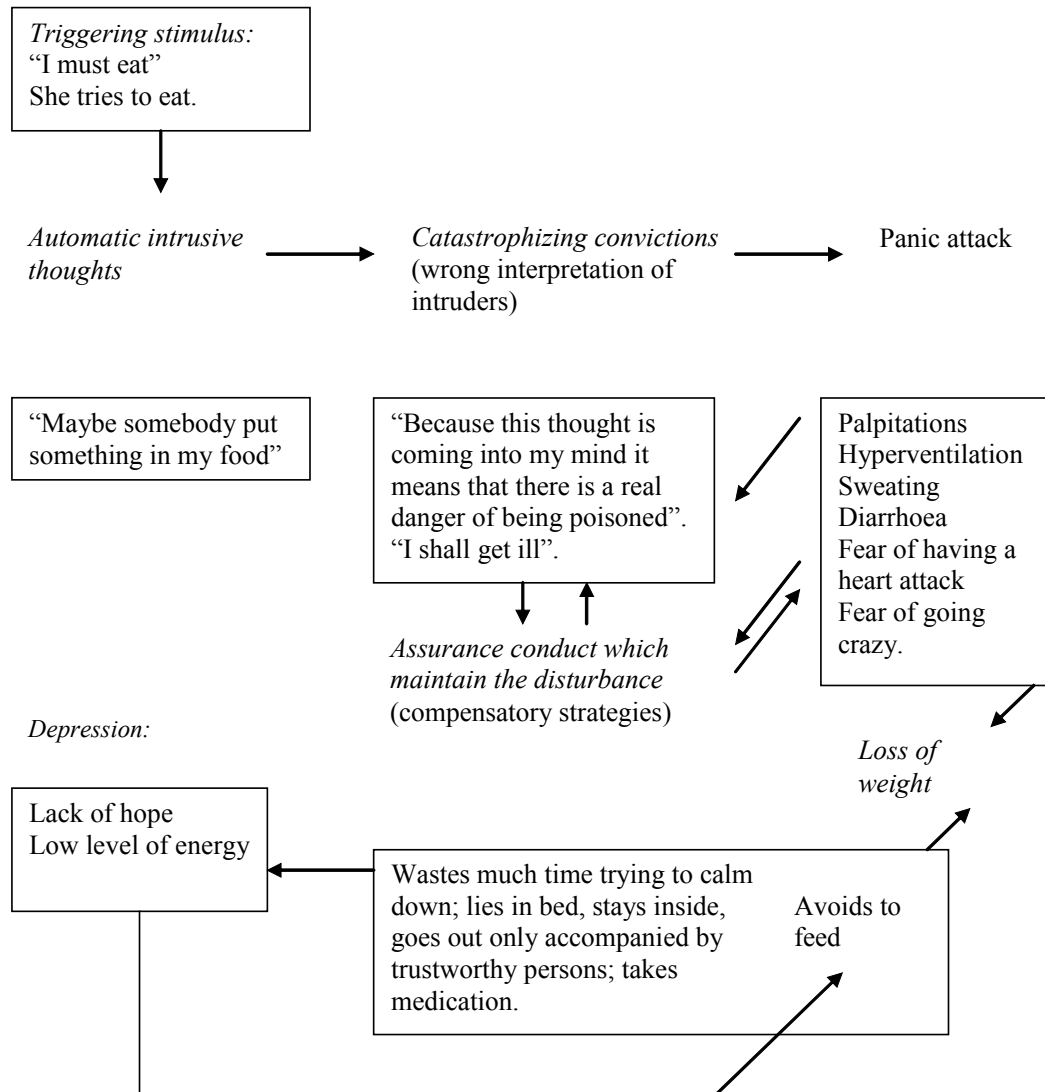 Triggering stimulus:
“I must eat”
She tries to eat.
Automatic intrusive
thoughts
Catastrophizing convictions
(wrong interpretation of
intruders)
Panic attack
“Maybe somebody put
something in my food”
“Because this thought is
coming into my mind it
means that there is a real
danger of being poisoned”.
“I shall get ill”.
Palpitations
Hyperventilation
Sweating
Diarrhoea
Fear of having a
heart attack
Fear of going
crazy.
Assurance conduct which
maintain the disturbance
(compensatory strategies)
Depression:
Loss of
weight
Lack of hope
Low level of energy
Wastes much time trying to calm
down; lies in bed, stays inside,
goes out only accompanied by
trustworthy persons; takes
medication.
Avoids to
feed